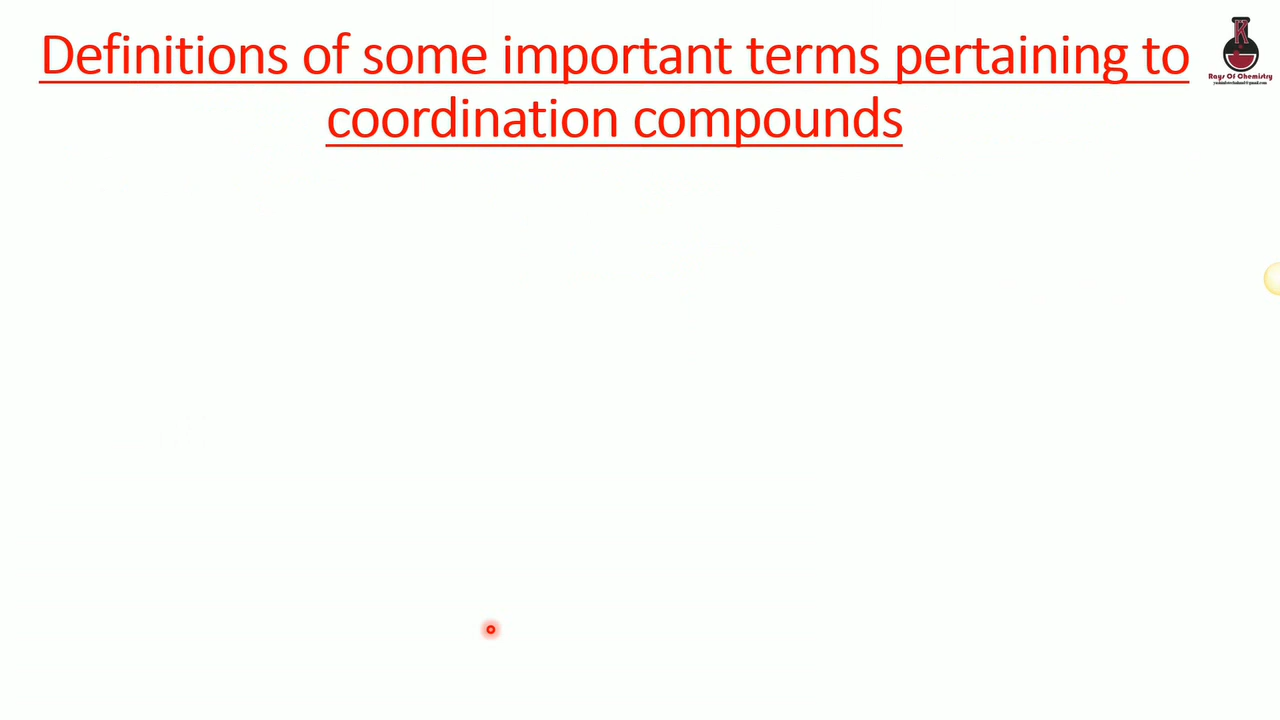 Definitions of some important terms pertaining to
coordination compounds
K
Rays Of Chemistry